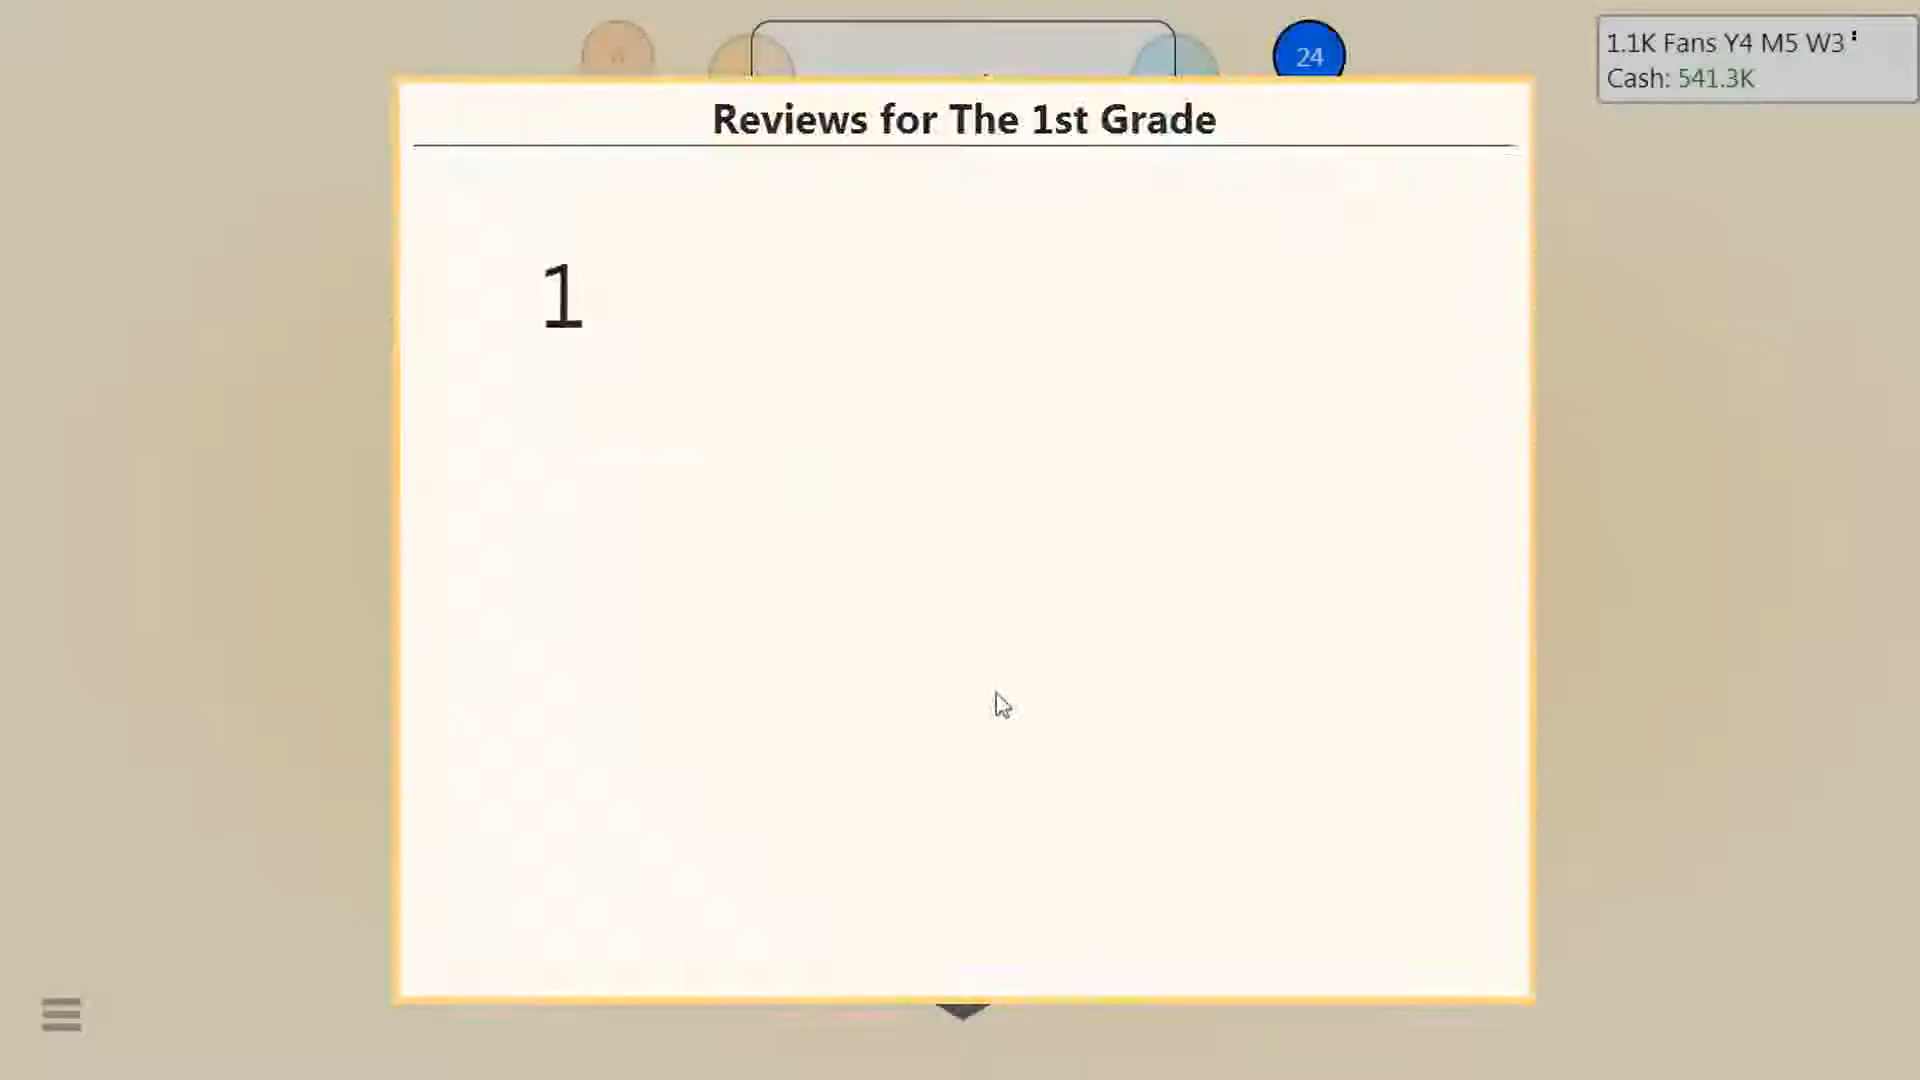 24
1.1K Fans Y4 M5 W3
Cash: 541.3K
Reviews for The 1st Grade
1